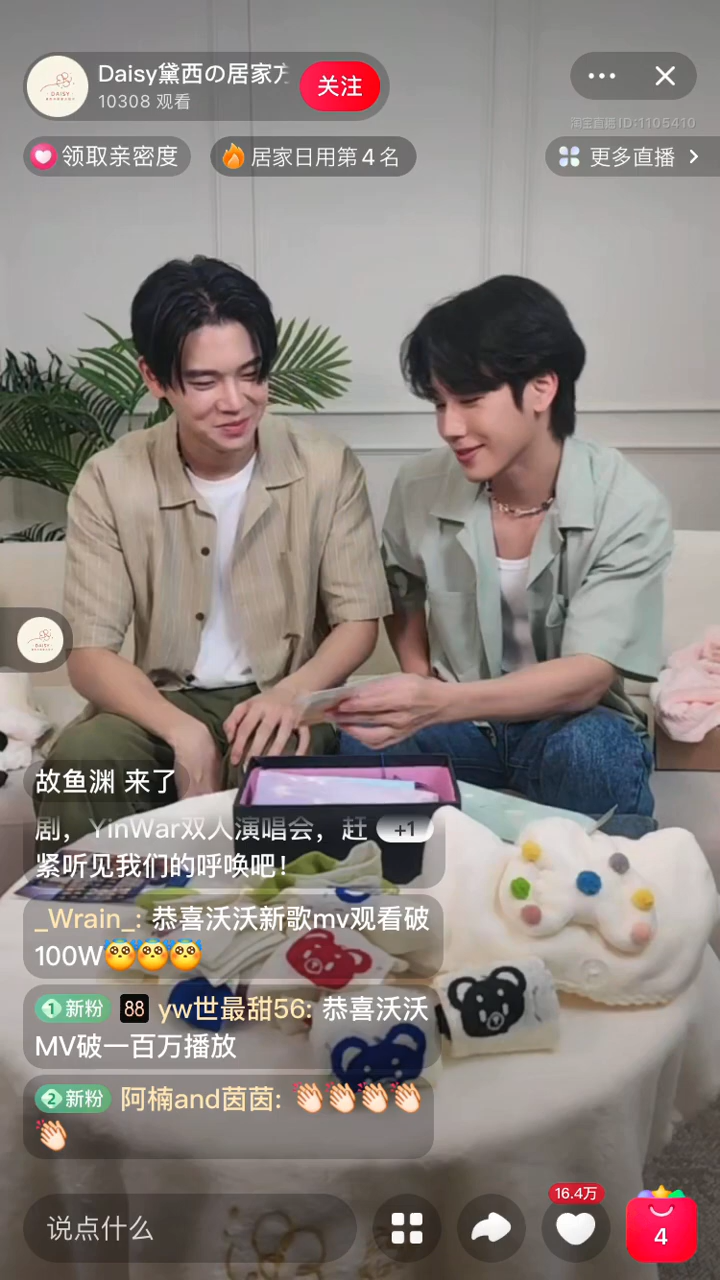 Daisy黛西の居家方
10308 观看
关注
淘宝直播ID:1105410
领取亲密度
居家日用第4名
更多直播
DAISY
DAISY
故鱼渊 来了
剧，YinWar双人演唱会，赶
+1
紧听见我们的呼唤吧！
_Wrain_: 恭喜沃沃新歌mv观看破
100W🥹🥹🥹
1 新粉 88 yw世最甜56: 恭喜沃沃
MV破一百万播放
2 新粉 阿楠and茵茵: 👏👏👏👏
👏
说点什么
16.4万
4